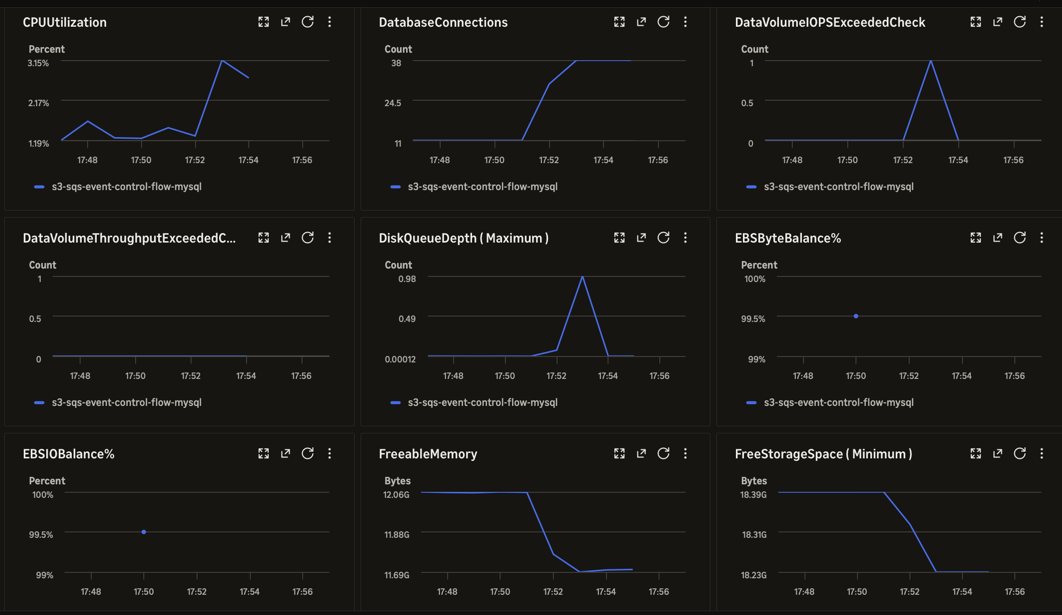 CPUUtilization
Percent
3.15%
2.17%
1.19%
17:48 17:50 17:52 17:54 17:56
s3-sqs-event-control-flow-mysql
DatabaseConnections
Count
38
24.5
11
17:48 17:50 17:52 17:54 17:56
s3-sqs-event-control-flow-mysql
DataVolumeIOPSExceededCheck
Count
1
0.5
0
17:48 17:50 17:52 17:54 17:56
s3-sqs-event-control-flow-mysql
DataVolumeThroughputExceededC...
Count
1
0.5
0
17:48 17:50 17:52 17:54 17:56
s3-sqs-event-control-flow-mysql
DiskQueueDepth ( Maximum )
Count
0.98
0.49
0.00012
17:48 17:50 17:52 17:54 17:56
s3-sqs-event-control-flow-mysql
EBSByteBalance%
Percent
100%
99.5%
99%
17:48 17:50 17:52 17:54 17:56
s3-sqs-event-control-flow-mysql
EBSIOBalance%
Percent
100%
99.5%
99%
17:48 17:50 17:52 17:54 17:56
FreeableMemory
Bytes
12.06G
11.88G
11.69G
17:48 17:50 17:52 17:54 17:56
FreeStorageSpace ( Minimum )
Bytes
18.39G
18.31G
18.23G
17:48 17:50 17:52 17:54 17:56